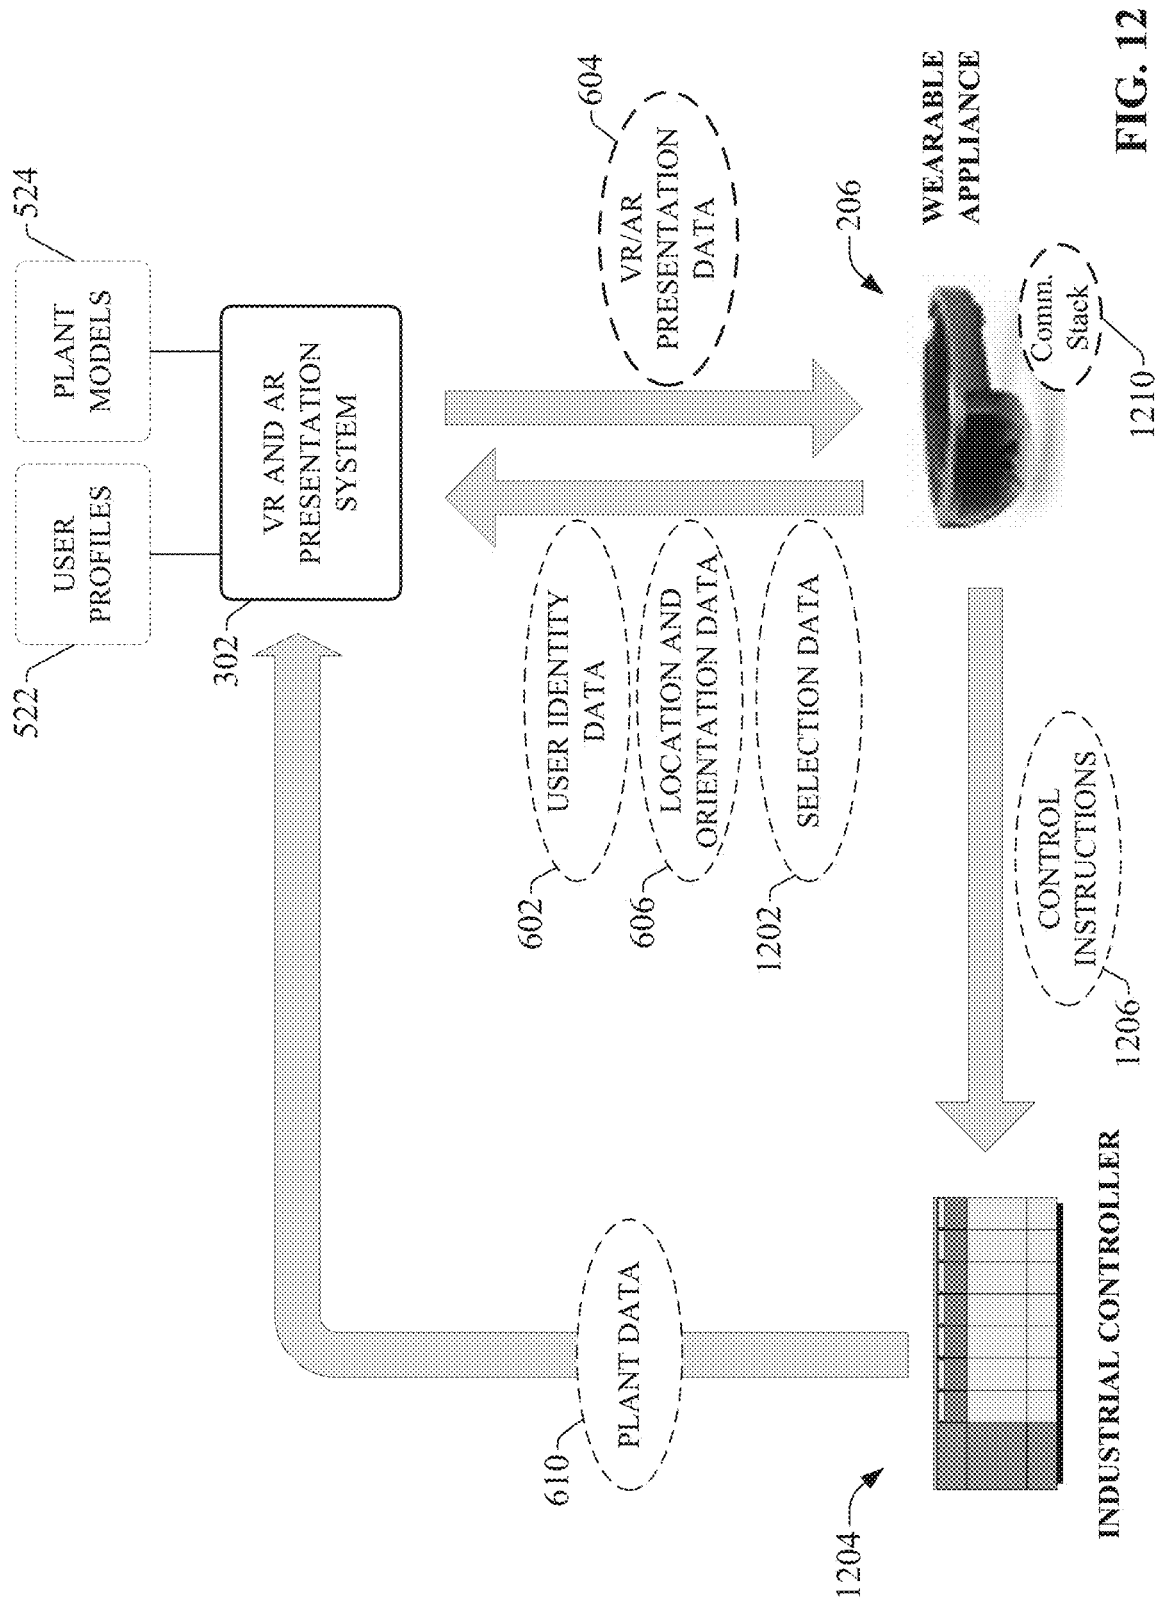 522
USER
PROFILES
PLANT
MODELS
524
302
VR AND AR
PRESENTATION
SYSTEM
610
PLANT DATA
602
USER IDENTITY
DATA
606
LOCATION AND
ORIENTATION DATA
1202
SELECTION DATA
604
VR/AR
PRESENTATION
DATA
1204
INDUSTRIAL CONTROLLER
1206
CONTROL
INSTRUCTIONS
206
WEARABLE
APPLIANCE
Comm.
Stack
1210
FIG. 12